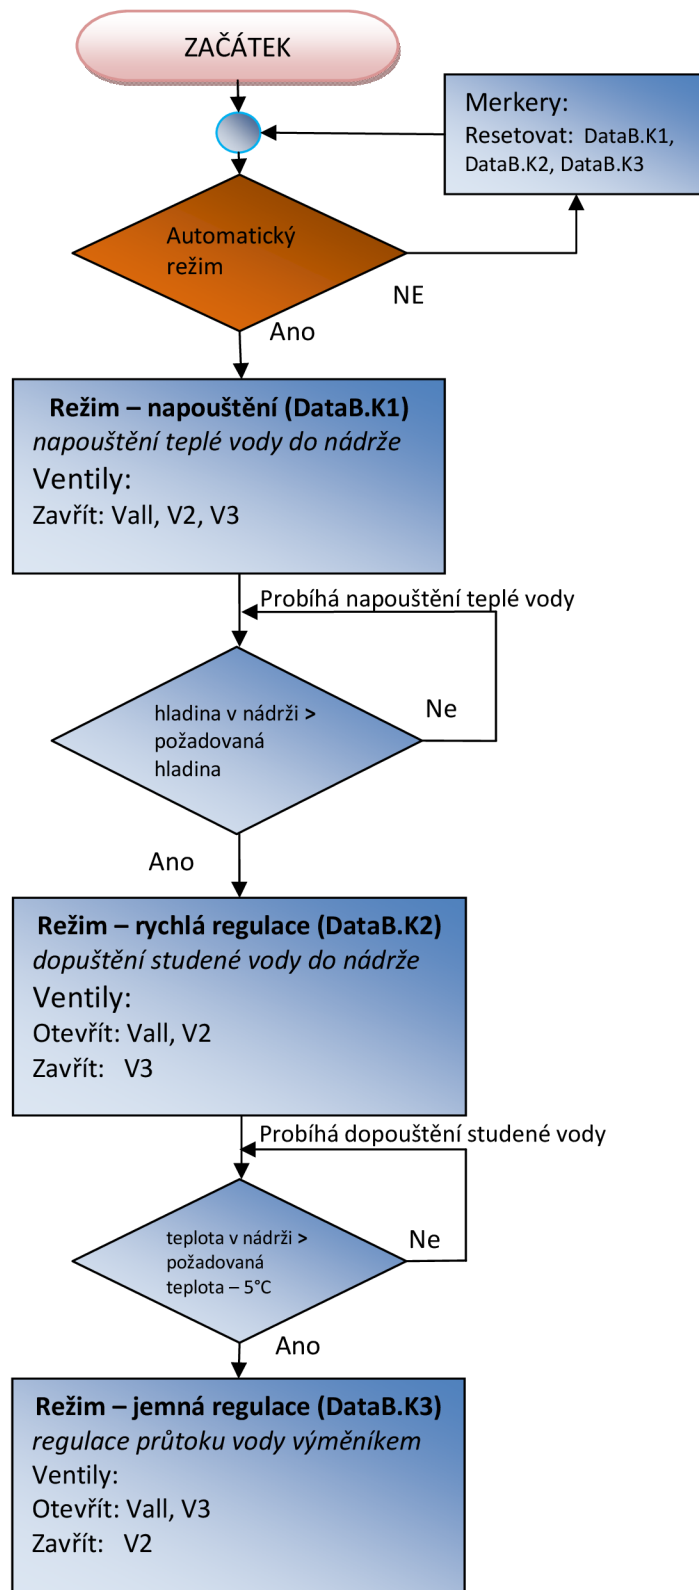 ZAČÁTEK
Merkery:
Resetovat: DataB.K1,
DataB.K2, DataB.K3
Automatický
režim
NE
Ano
Režim – napouštění (DataB.K1)
napouštění teplé vody do nádrže
Ventily:
Zavřít: Vall, V2, V3
Probíhá napouštění teplé vody
hladina v nádrži >
požadovaná
hladina
Ne
Ano
Režim – rychlá regulace (DataB.K2)
dopuštění studené vody do nádrže
Ventily:
Otevřít: Vall, V2
Zavřít: V3
Probíhá dopouštění studené vody
teplota v nádrži >
požadovaná
teplota – 5°C
Ne
Ano
Režim – jemná regulace (DataB.K3)
regulace průtoku vody výměníkem
Ventily:
Otevřít: Vall, V3
Zavřít: V2